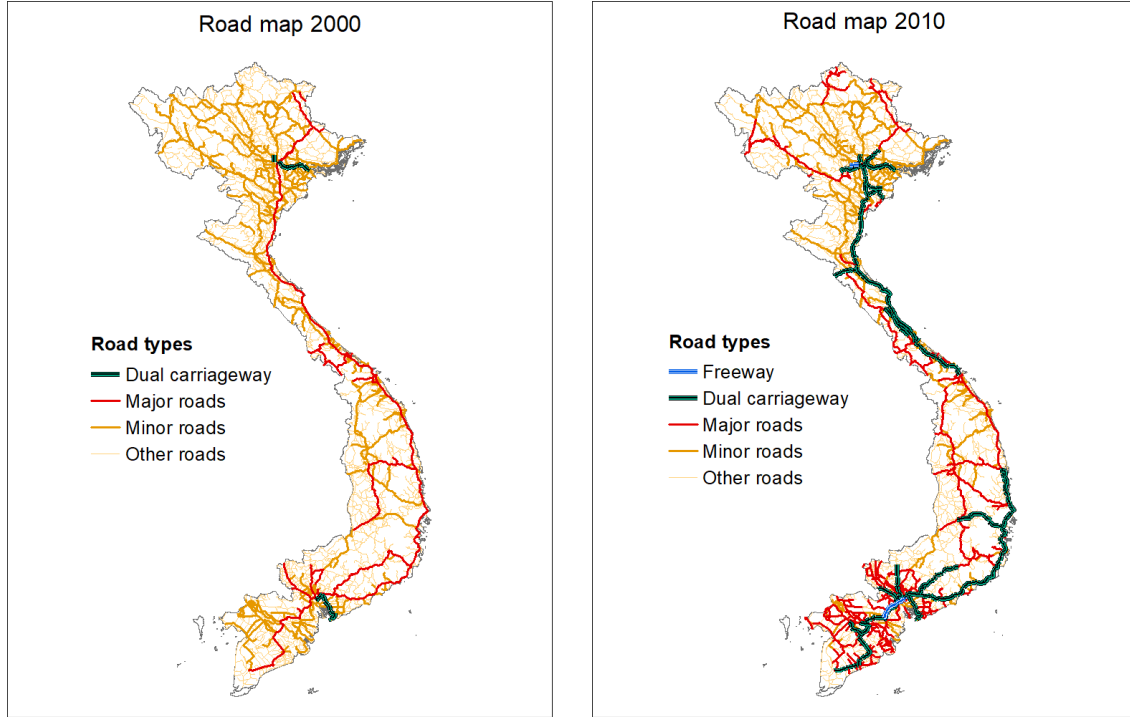 Road map 2000
Road types
Dual carriageway
Major roads
Minor roads
Other roads
Road map 2010
Road types
Freeway
Dual carriageway
Major roads
Minor roads
Other roads